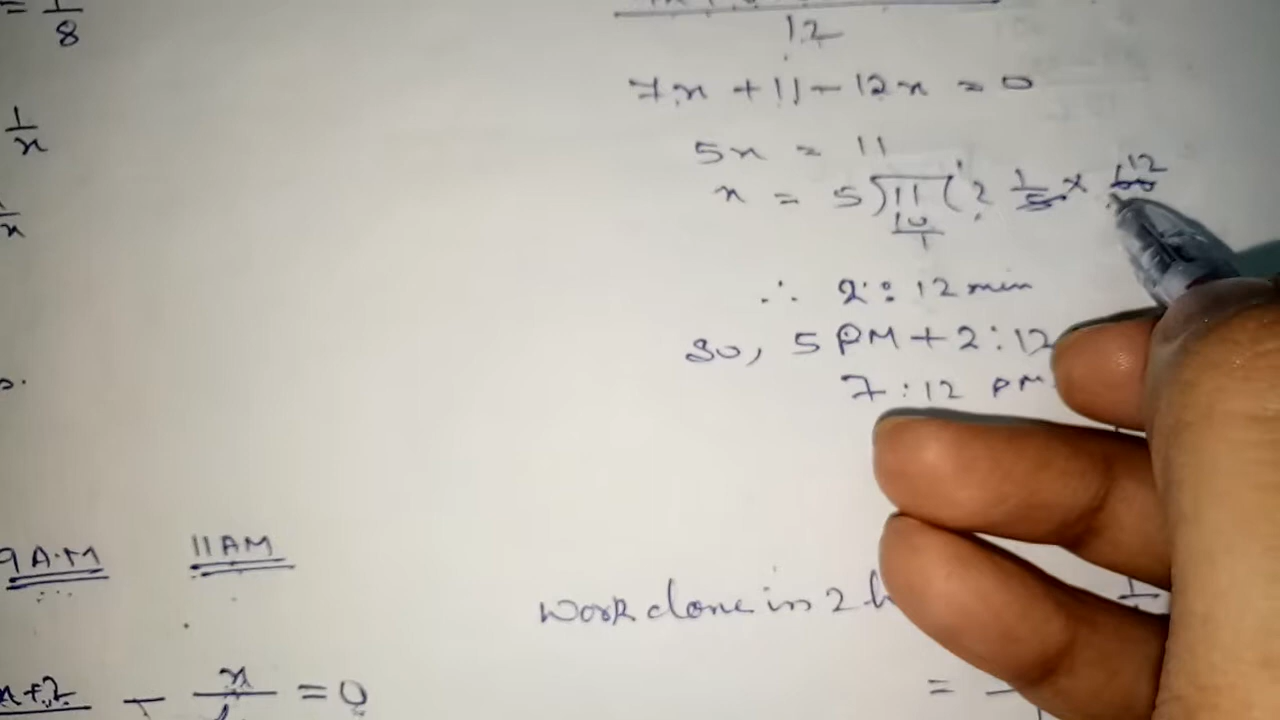 = 1/8
12
1/x
7x + 11 - 12x = 0
5x = 11
x = 5)11(2 1/5 x 12
10
1
∴ 2 : 12 min
So, 5 PM + 2 : 12
7 : 12 PM
9 A.M 11 AM
Work done in 2 h
x+2 - x = 0